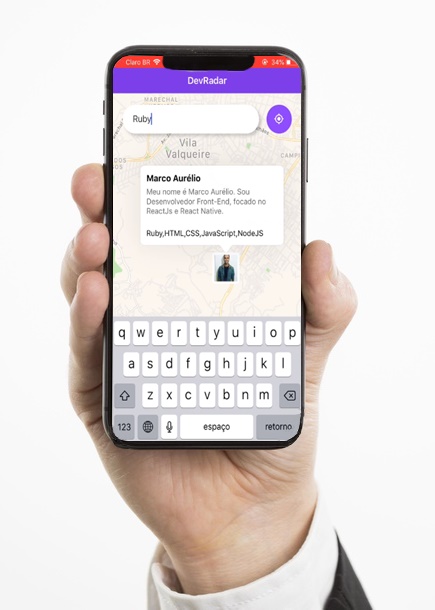 Claro BR 34%
DevRadar
MARECHAL
Ruby
Vila
Valqueire
CAMP
Marco Aurélio
Meu nome é Marco Aurélio. Sou
Desenvolvedor Front-End, focado no
ReactJs e React Native.
Ruby,HTML,CSS,JavaScript,NodeJS
q w e r t y u i o p
a s d f g h j k l
z x c v b n m
123 espaço retorno